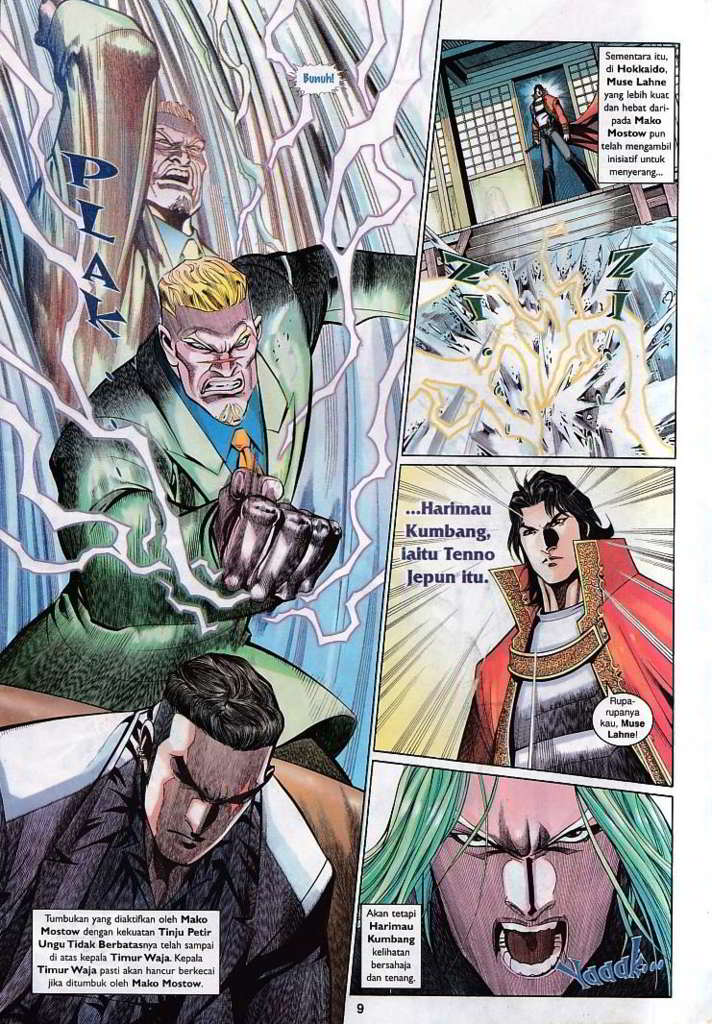 Bunuh!
PLAK
Tumbukan yang diaktifkan oleh Mako
Mostow dengan kekuatan Tinju Petir
Ungu Tidak Berbatasnya telah sampai
di atas kepala Timur Waja. Kepala
Timur Waja pasti akan hancur berkecai
jika ditumbuk oleh Mako Mostow.
Sementara itu,
di Hokkaido,
Muse Lahne
yang lebih kuat
dan hebat dari-
pada Mako
Mostow pun
telah mengambil
inisiatif untuk
menyerang...
ZI
ZI
...Harimau
Kumbang,
iaitu Tenno
Jepun itu.
Rupa-
rupanya
kau, Muse
Lahne!
Akan tetapi
Harimau
Kumbang
kelihatan
bersahaja
dan tenang.
Yaaak...
9